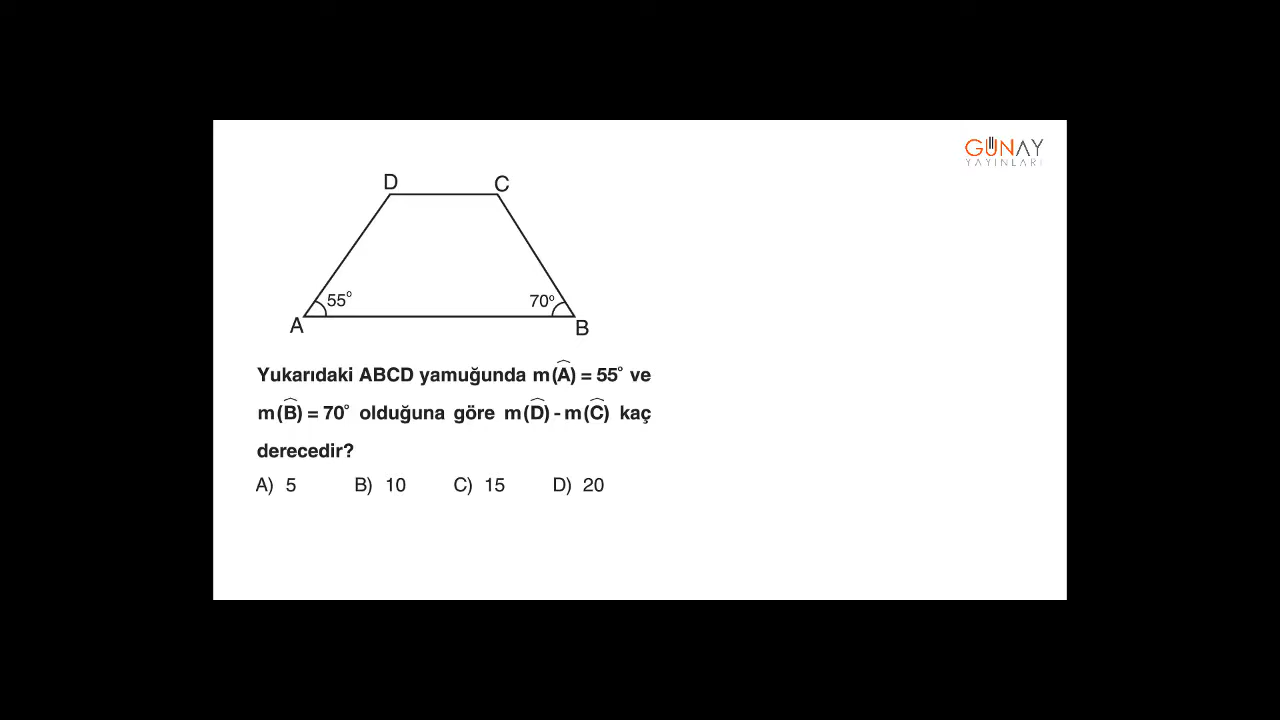 GÜNAY
YAYINLARI
D C
55° 70°
A B
Yukarıdaki ABCD yamuğunda m(Â) = 55° ve
m(B̂) = 70° olduğuna göre m(D̂) - m(Ĉ) kaç
derecedir?
A) 5 B) 10 C) 15 D) 20